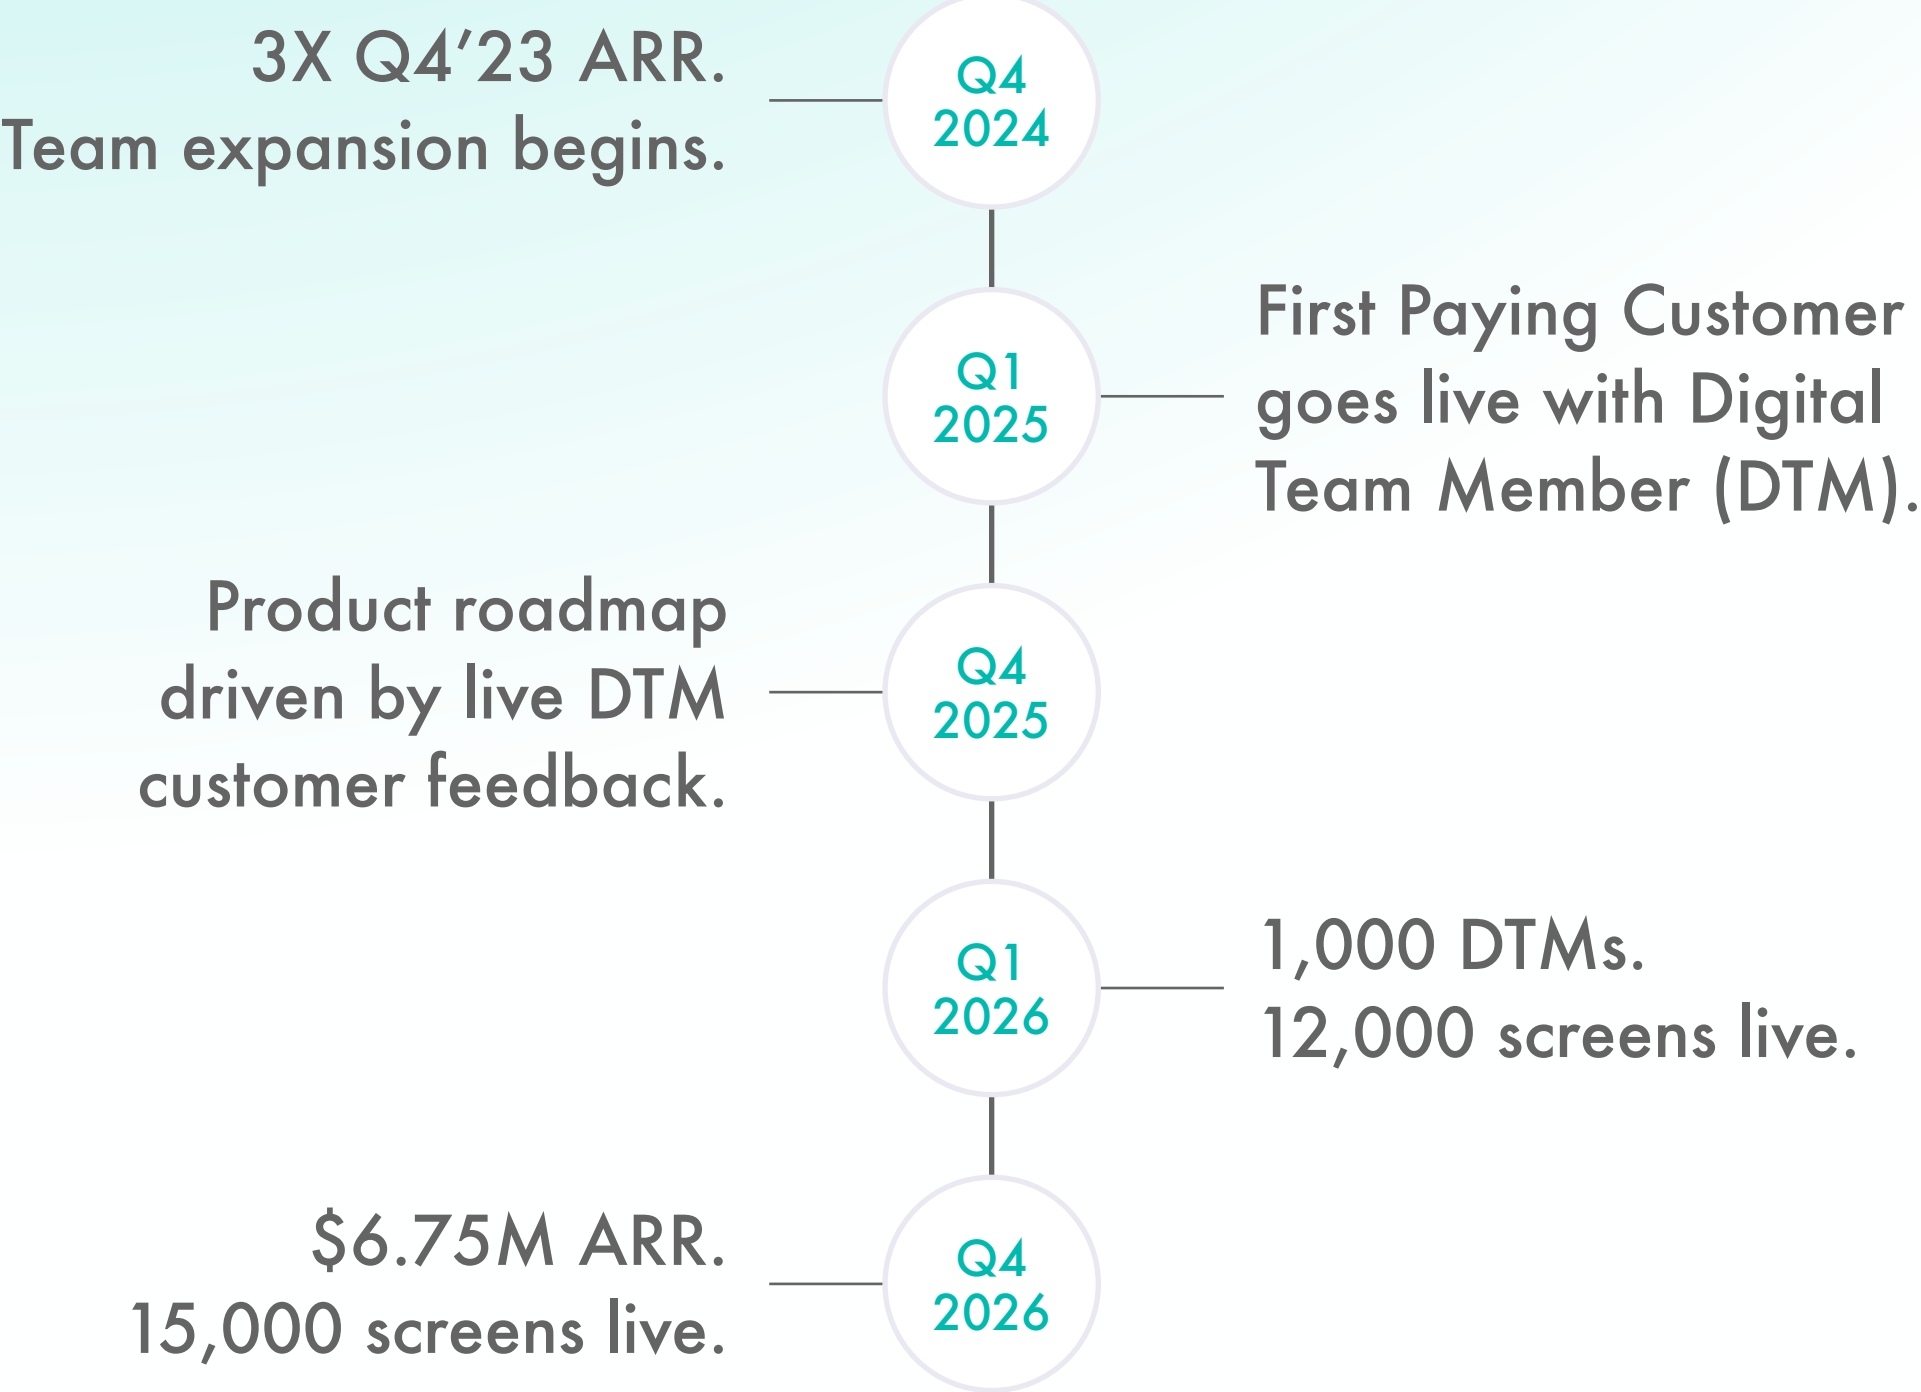 3X Q4’23 ARR.
Team expansion begins.
Q4
2024
Q1
2025
First Paying Customer
goes live with Digital
Team Member (DTM).
Product roadmap
driven by live DTM
customer feedback.
Q4
2025
Q1
2026
1,000 DTMs.
12,000 screens live.
$6.75M ARR.
15,000 screens live.
Q4
2026